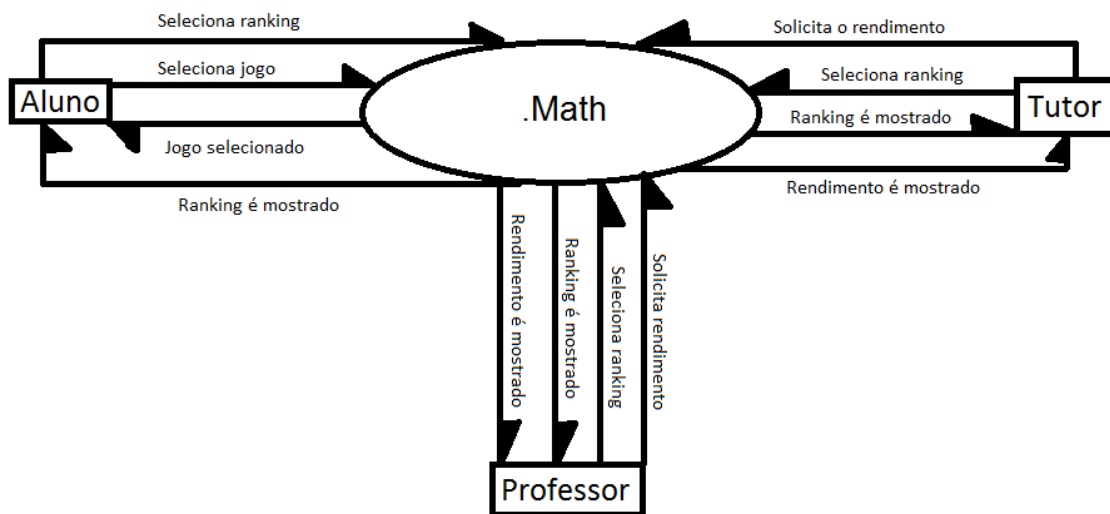 Seleciona ranking
Solicita o rendimento
Seleciona jogo
Seleciona ranking
Aluno
.Math
Tutor
Ranking é mostrado
Jogo selecionado
Rendimento é mostrado
Ranking é mostrado
Rendimento é mostrado
Ranking é mostrado
Seleciona ranking
Solicita rendimento
Professor